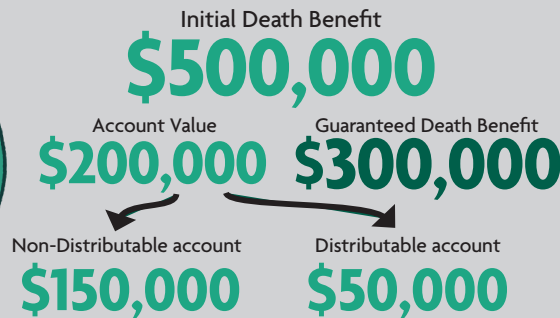 Initial Death Benefit
$500,000
Account Value
$200,000
Guaranteed Death Benefit
$300,000
Non-Distributable account
$150,000
Distributable account
$50,000